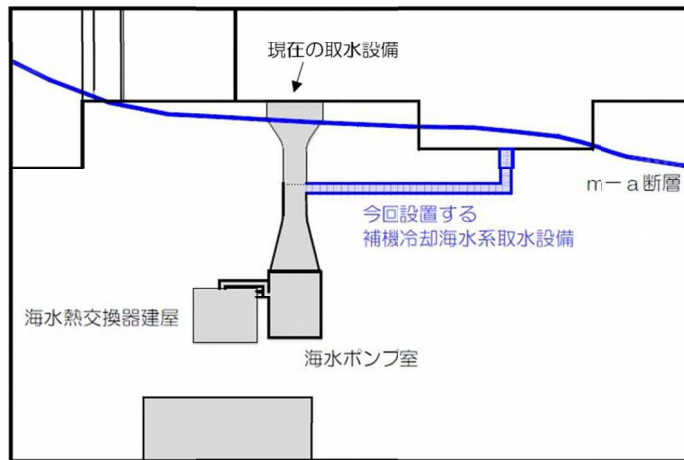 現在の取水設備
m－a断層
今回設置する
補機冷却海水系取水設備
海水熱交換器建屋
海水ポンプ室